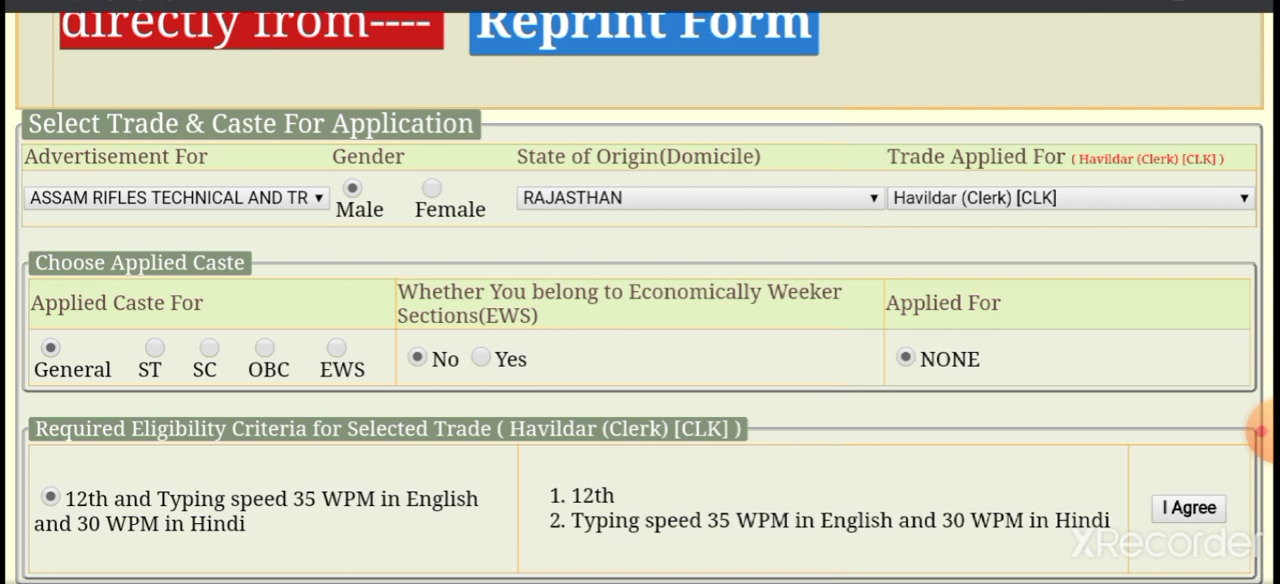 directly from----
Reprint Form
Select Trade & Caste For Application
Advertisement For
Gender
State of Origin(Domicile)
Trade Applied For ( Havildar (Clerk) [CLK] )
ASSAM RIFLES TECHNICAL AND TR
Male
Female
RAJASTHAN
Havildar (Clerk) [CLK]
Choose Applied Caste
Applied Caste For
Whether You belong to Economically Weeker
Sections(EWS)
Applied For
General
ST
SC
OBC
EWS
No
Yes
NONE
Required Eligibility Criteria for Selected Trade ( Havildar (Clerk) [CLK] )
12th and Typing speed 35 WPM in English
and 30 WPM in Hindi
1. 12th
2. Typing speed 35 WPM in English and 30 WPM in Hindi
I Agree
XRecorder